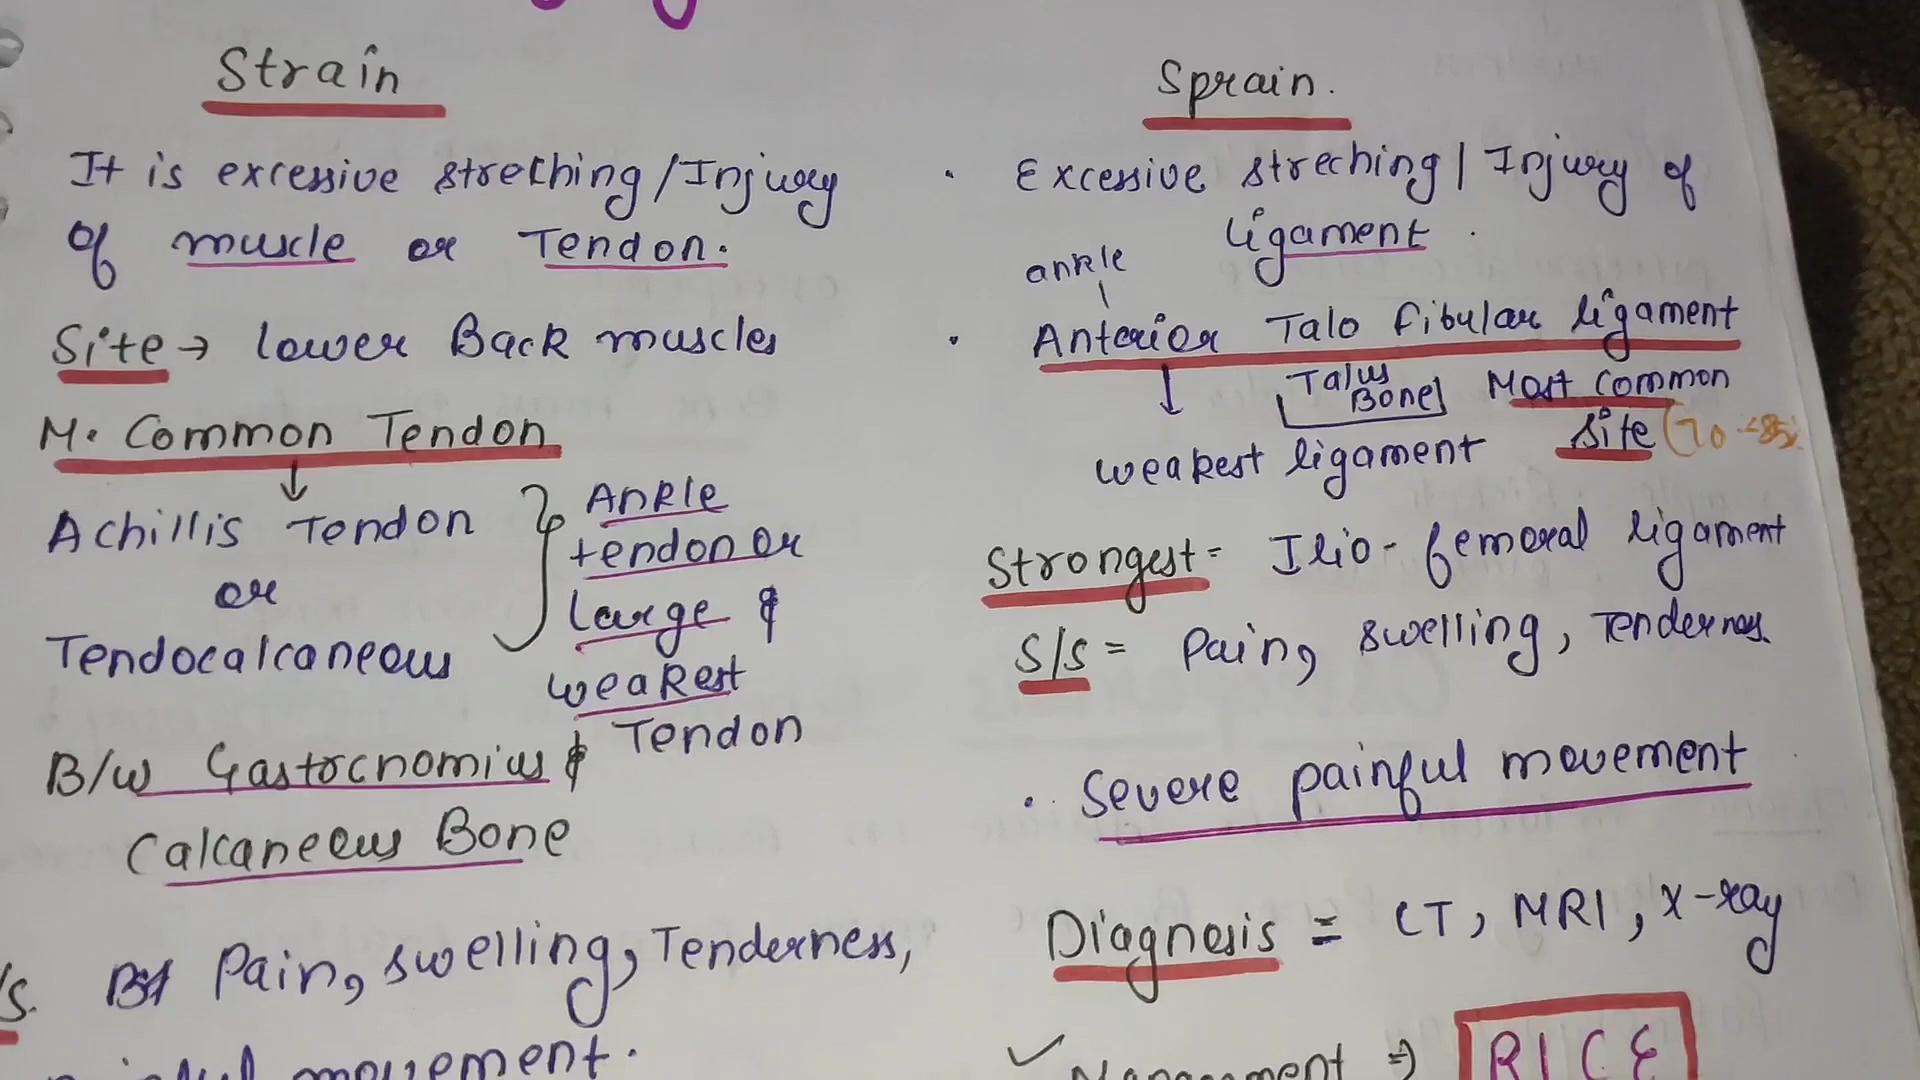 Strain
It is excessive stretching/Injury
of muscle or Tendon.
Site → lower Back muscles
M. Common Tendon
↓
Achillis Tendon
or
Tendocalcaneous
Ankle
tendon or
large &
weakest
Tendon
B/w Gastrocnomius &
Calcaneous Bone
/s. Pain, swelling, Tenderness,
movement.
Sprain.
• Excessive streching/Injury of
ligament.
ankle
• Anterior Talo fibular ligament
↓ Talus
Bone
Most common
site (70-85
weakest ligament
Strongest = Ilio-femoral ligament
S/S = Pain, swelling, Tenderness
• Severe painful movement
Diagnosis = CT, MRI, X-ray
✓ Management ⇒ RICE